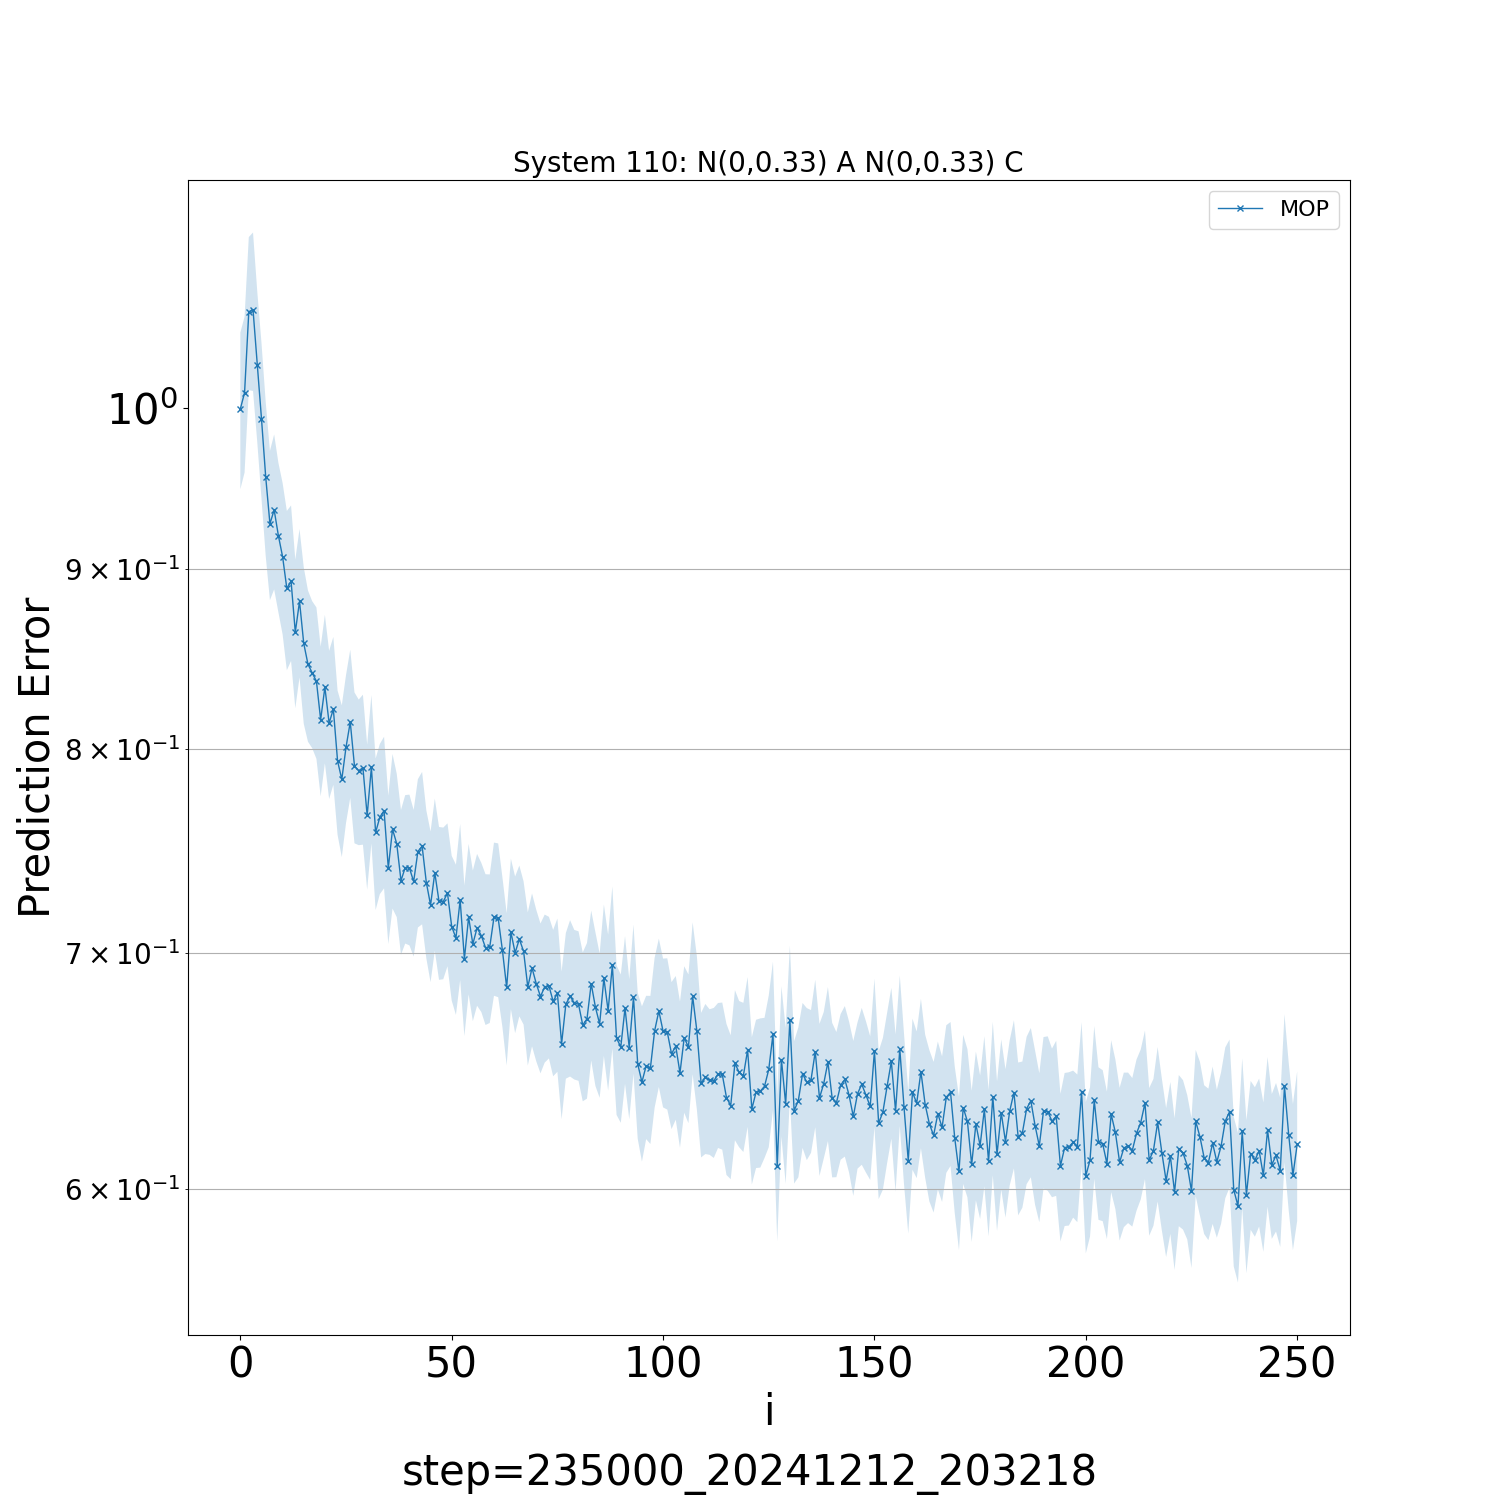 System 110: N(0,0.33) A N(0,0.33) C
MOP
Prediction Error
10⁰
9 × 10⁻¹
8 × 10⁻¹
7 × 10⁻¹
6 × 10⁻¹
0 50 100 150 200 250
i
step=235000_20241212_203218